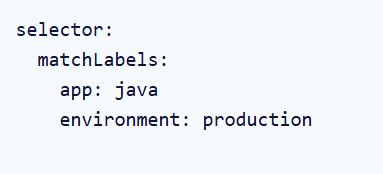 selector:
  matchLabels:
    app: java
    environment: production